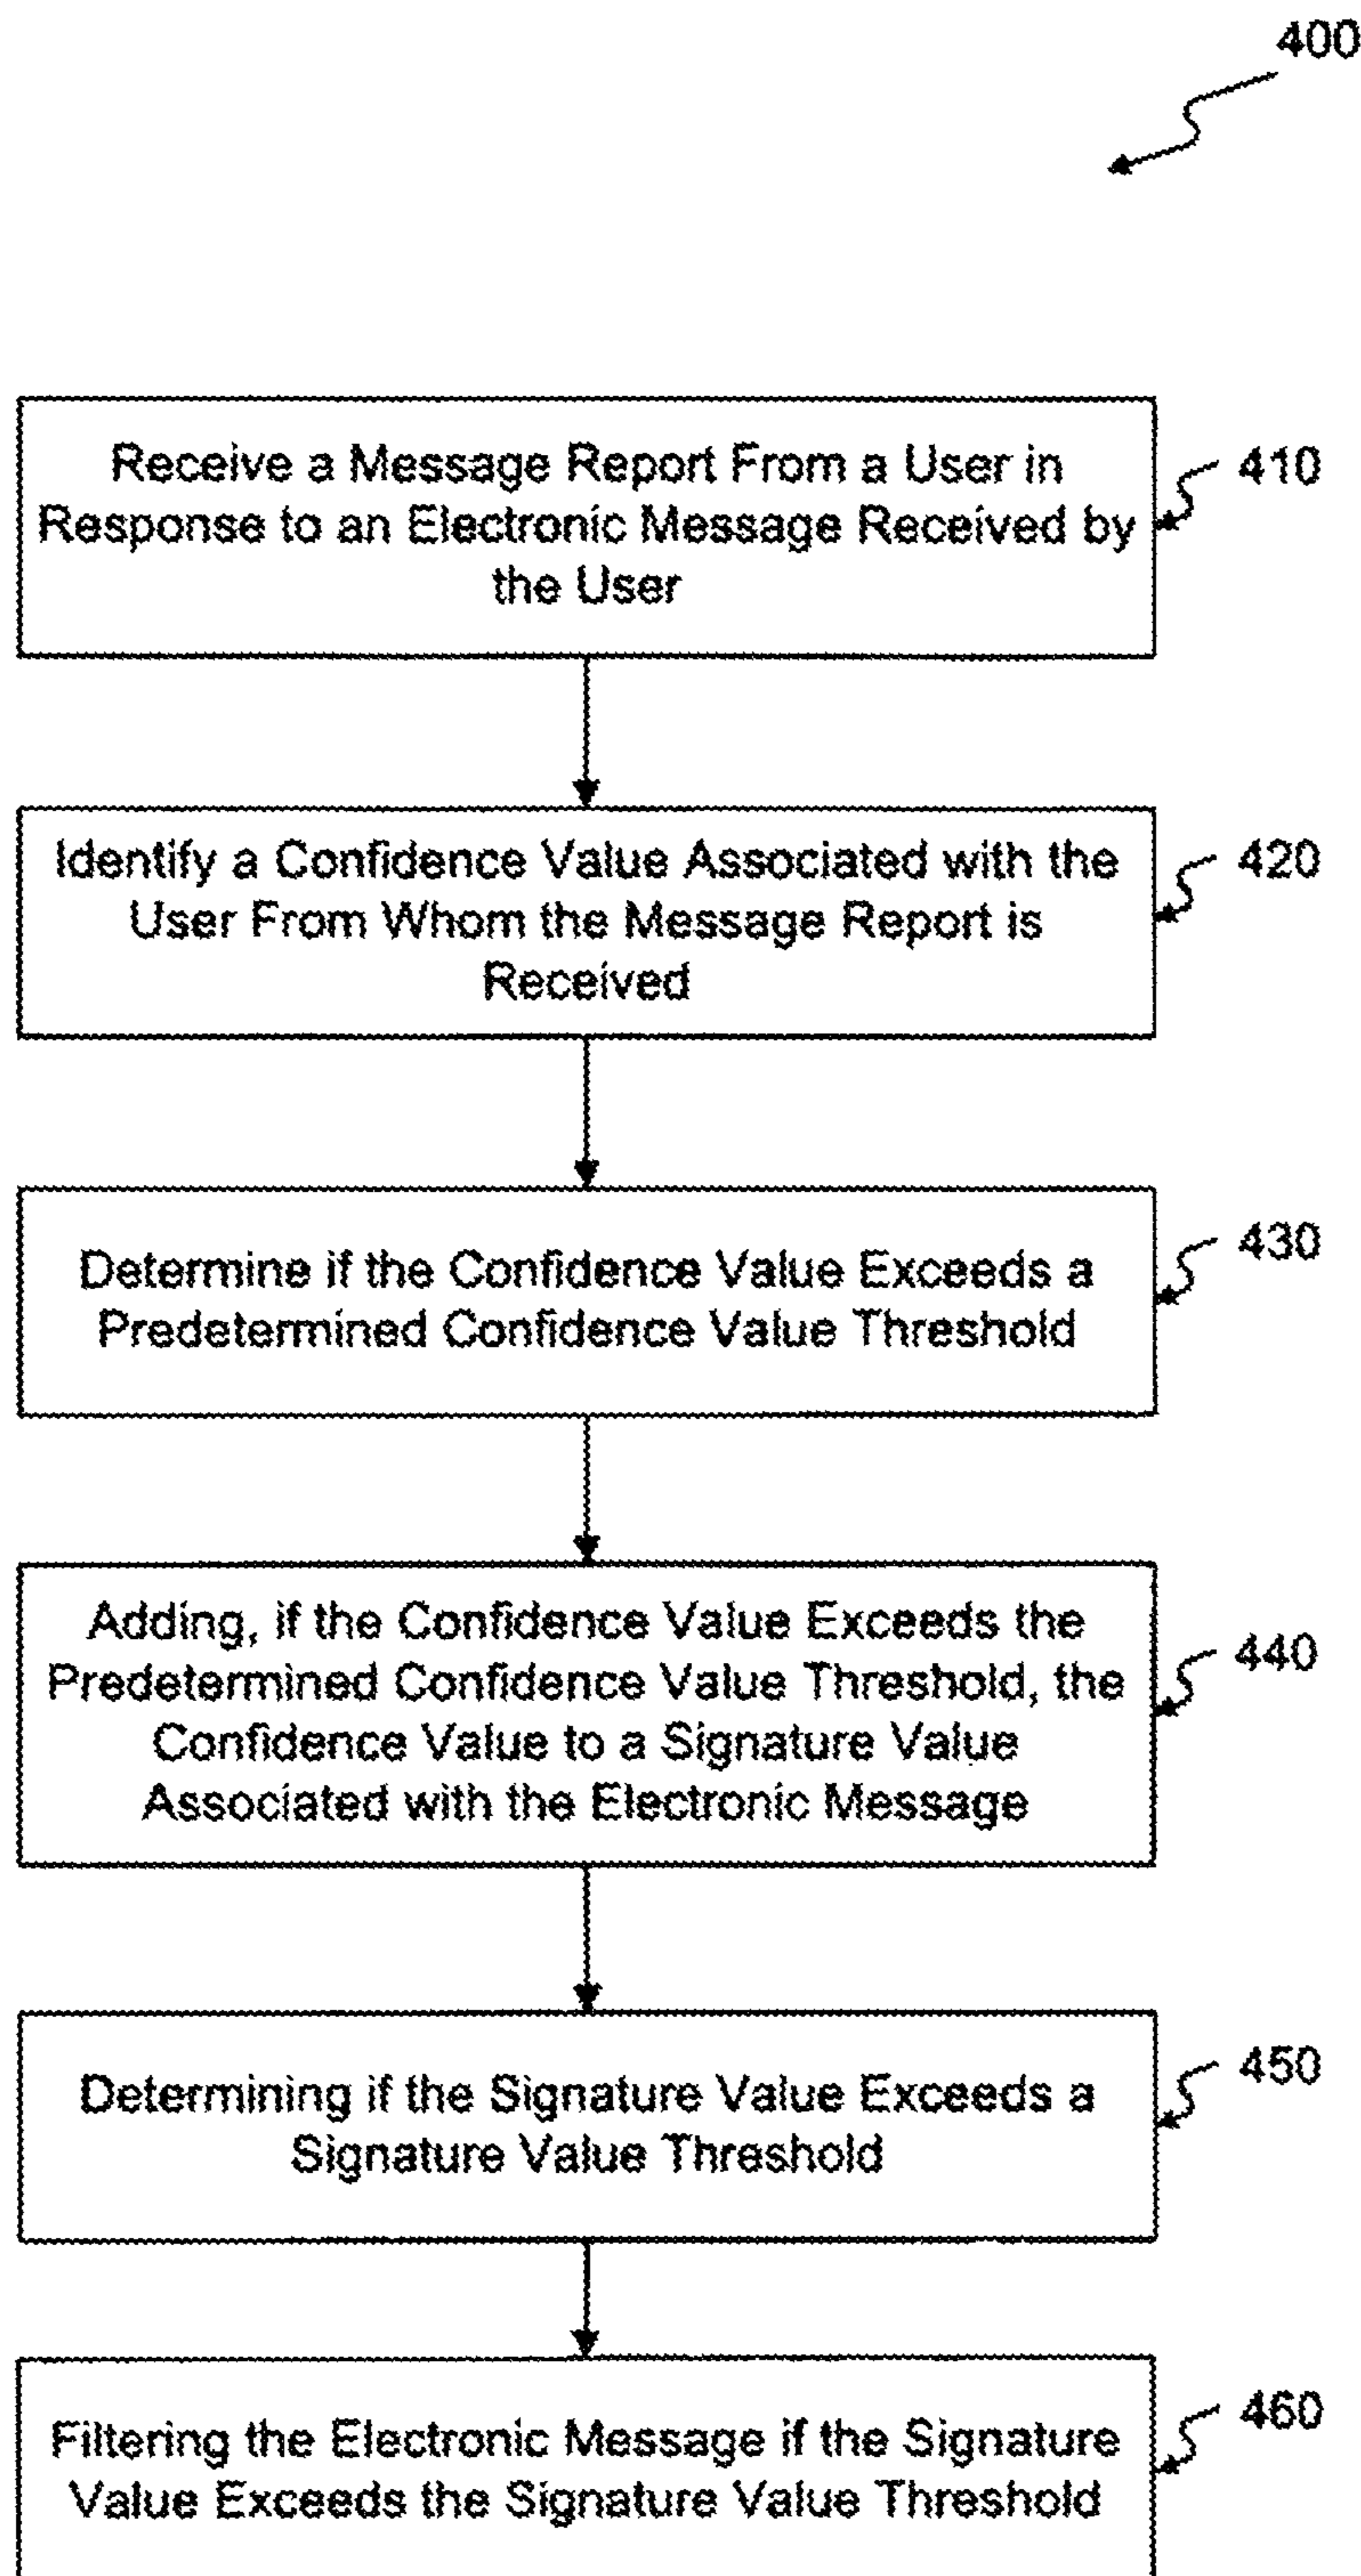 400
Receive a Message Report From a User in
Response to an Electronic Message Received by
the User
410
Identify a Confidence Value Associated with the
User From Whom the Message Report is
Received
420
Determine if the Confidence Value Exceeds a
Predetermined Confidence Value Threshold
430
Adding, if the Confidence Value Exceeds the
Predetermined Confidence Value Threshold, the
Confidence Value to a Signature Value
Associated with the Electronic Message
440
Determining if the Signature Value Exceeds a
Signature Value Threshold
450
Filtering the Electronic Message if the Signature
Value Exceeds the Signature Value Threshold
460